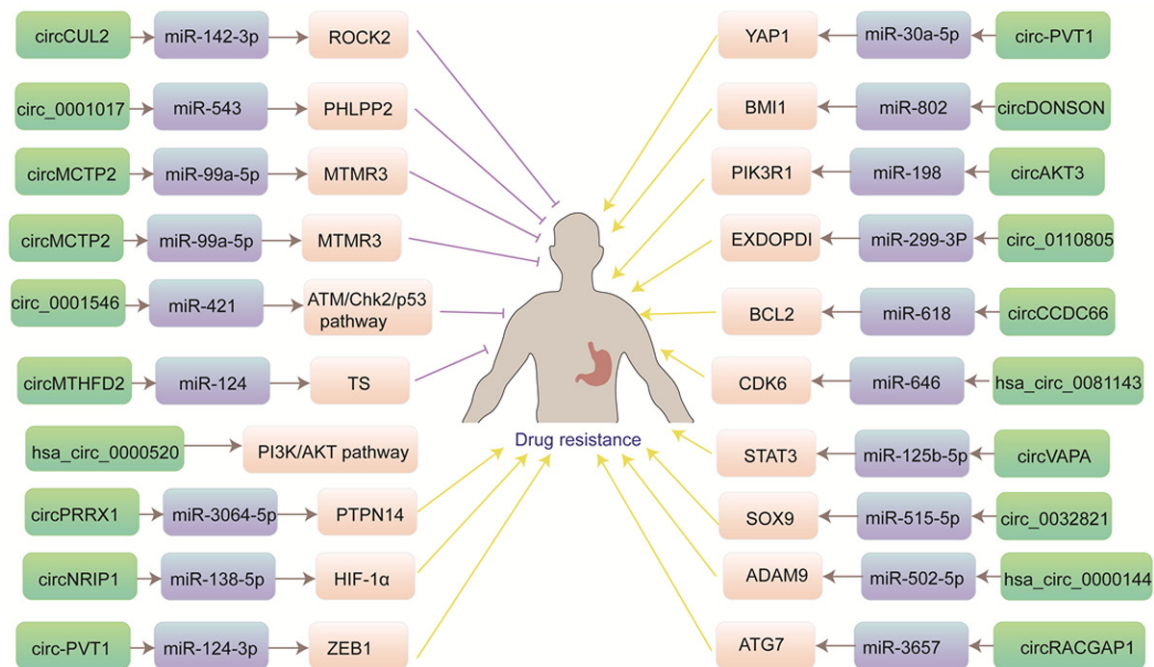 circCUL2 miR-142-3p ROCK2
circ_0001017 miR-543 PHLPP2
circMCTP2 miR-99a-5p MTMR3
circMCTP2 miR-99a-5p MTMR3
circ_0001546 miR-421 ATM/Chk2/p53
pathway
circMTHFD2 miR-124 TS
hsa_circ_0000520 PI3K/AKT pathway
circPRRX1 miR-3064-5p PTPN14
circNRIP1 miR-138-5p HIF-1α
circ-PVT1 miR-124-3p ZEB1
Drug resistance
YAP1 miR-30a-5p circ-PVT1
BMI1 miR-802 circDONSON
PIK3R1 miR-198 circAKT3
EXDOPDI miR-299-3P circ_0110805
BCL2 miR-618 circCCDC66
CDK6 miR-646 hsa_circ_0081143
STAT3 miR-125b-5p circVAPA
SOX9 miR-515-5p circ_0032821
ADAM9 miR-502-5p hsa_circ_0000144
ATG7 miR-3657 circRACGAP1